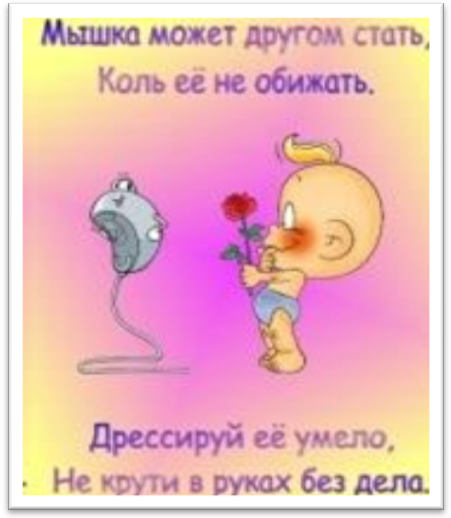 Мышка может другом стать,
Коль её не обижать.
Дрессируй её умело,
Не крути в руках без дела.